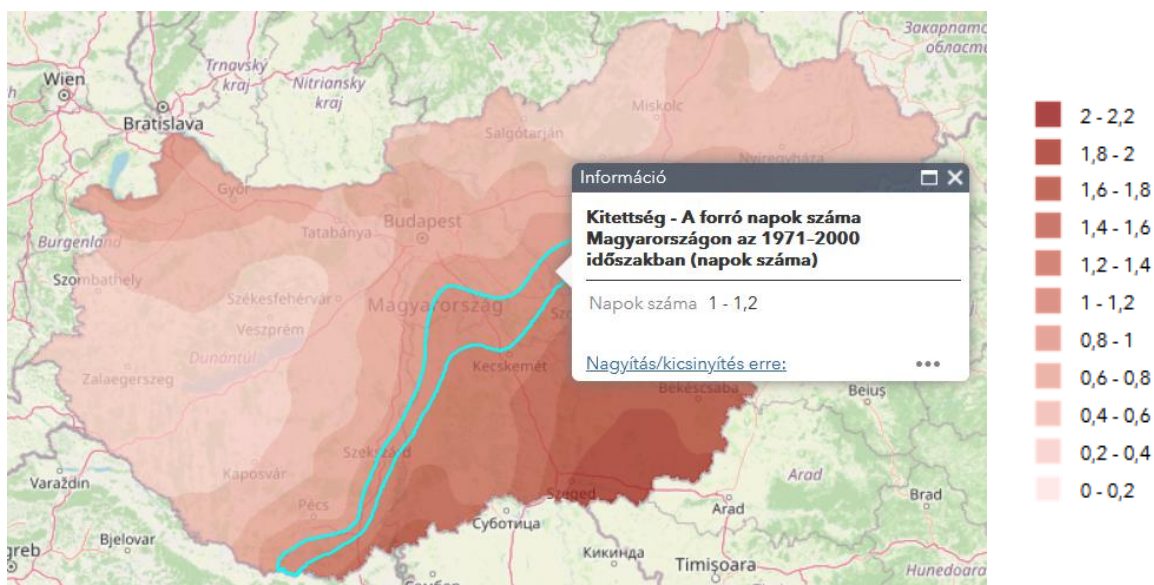 Закарпатс
област
Trnavský
kraj
Nitriansky
kraj
Wien
Bratislava
Miskolc
Salgótarján
Nyíregyháza
Győr
Budapest
Tatabánya
Burgenland
Szombathely
Székesfehérvár
Magyarország
Veszprém
Dunántúl
Zalaegerszeg
Kecskemét
Békéscsaba
Beiuș
Szekszárd
Kaposvár
Varaždin
Pécs
Szeged
Arad
Arad
Brad
Суботица
Bjelovar
greb
Кикинда
Timișoara
Hunedoara
Információ
Kitettség - A forró napok száma
Magyarországon az 1971–2000
időszakban (napok száma)
Napok száma 1 - 1,2
Nagyítás/kicsinyítés erre:
2 - 2,2
1,8 - 2
1,6 - 1,8
1,4 - 1,6
1,2 - 1,4
1 - 1,2
0,8 - 1
0,6 - 0,8
0,4 - 0,6
0,2 - 0,4
0 - 0,2